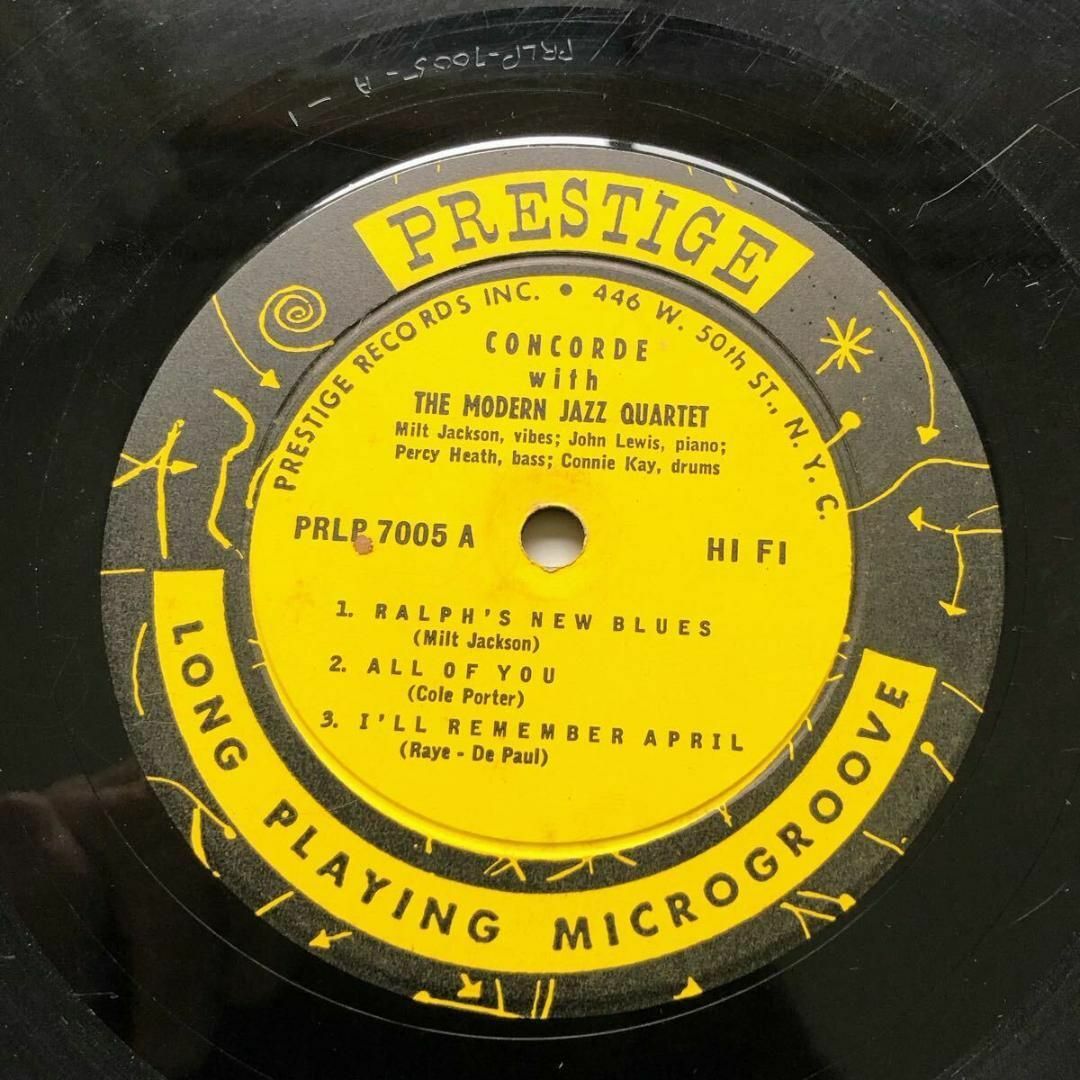 PRLP-7005-A-1
PRESTIGE
PRESTIGE RECORDS INC. • 446 W. 50th ST., N. Y. C.
CONCORDE
with
THE MODERN JAZZ QUARTET
Milt Jackson, vibes; John Lewis, piano;
Percy Heath, bass; Connie Kay, drums
PRLP 7005 A
HI FI
1. RALPH'S NEW BLUES
(Milt Jackson)
2. ALL OF YOU
(Cole Porter)
3. I'LL REMEMBER APRIL
(Raye - De Paul)
LONG PLAYING MICROGROOVE